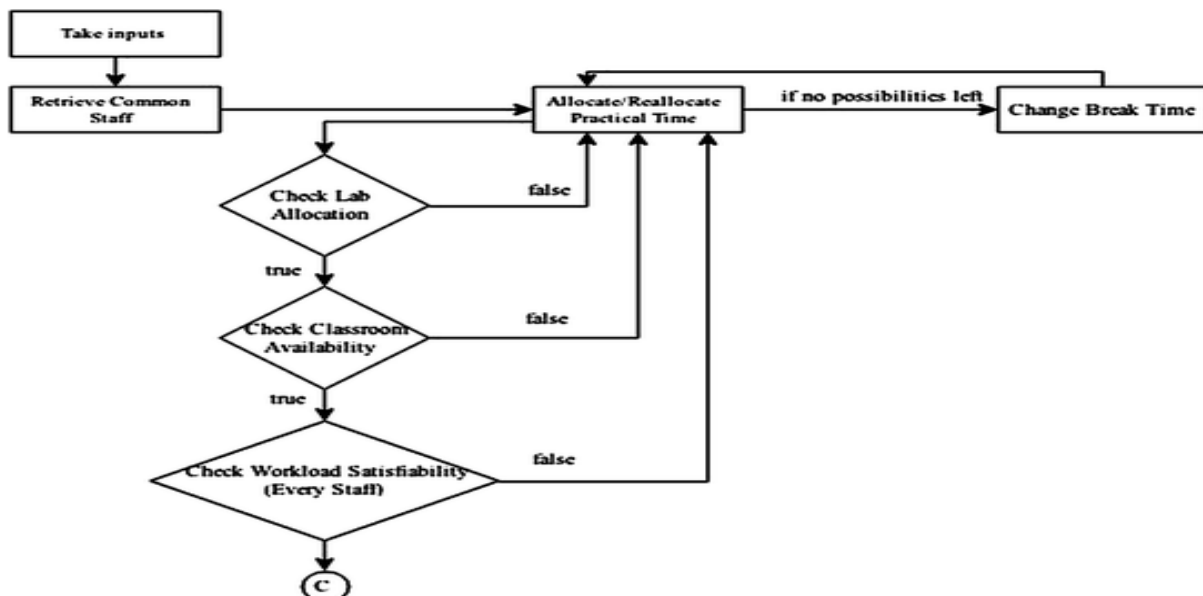 Take inputs
Retrieve Common
Staff
Allocate/Reallocate
Practical Time
if no possibilities left
Change Break Time
Check Lab
Allocation
false
true
Check Classroom
Availability
false
true
Check Workload Satisfiability
(Every Staff)
false
C